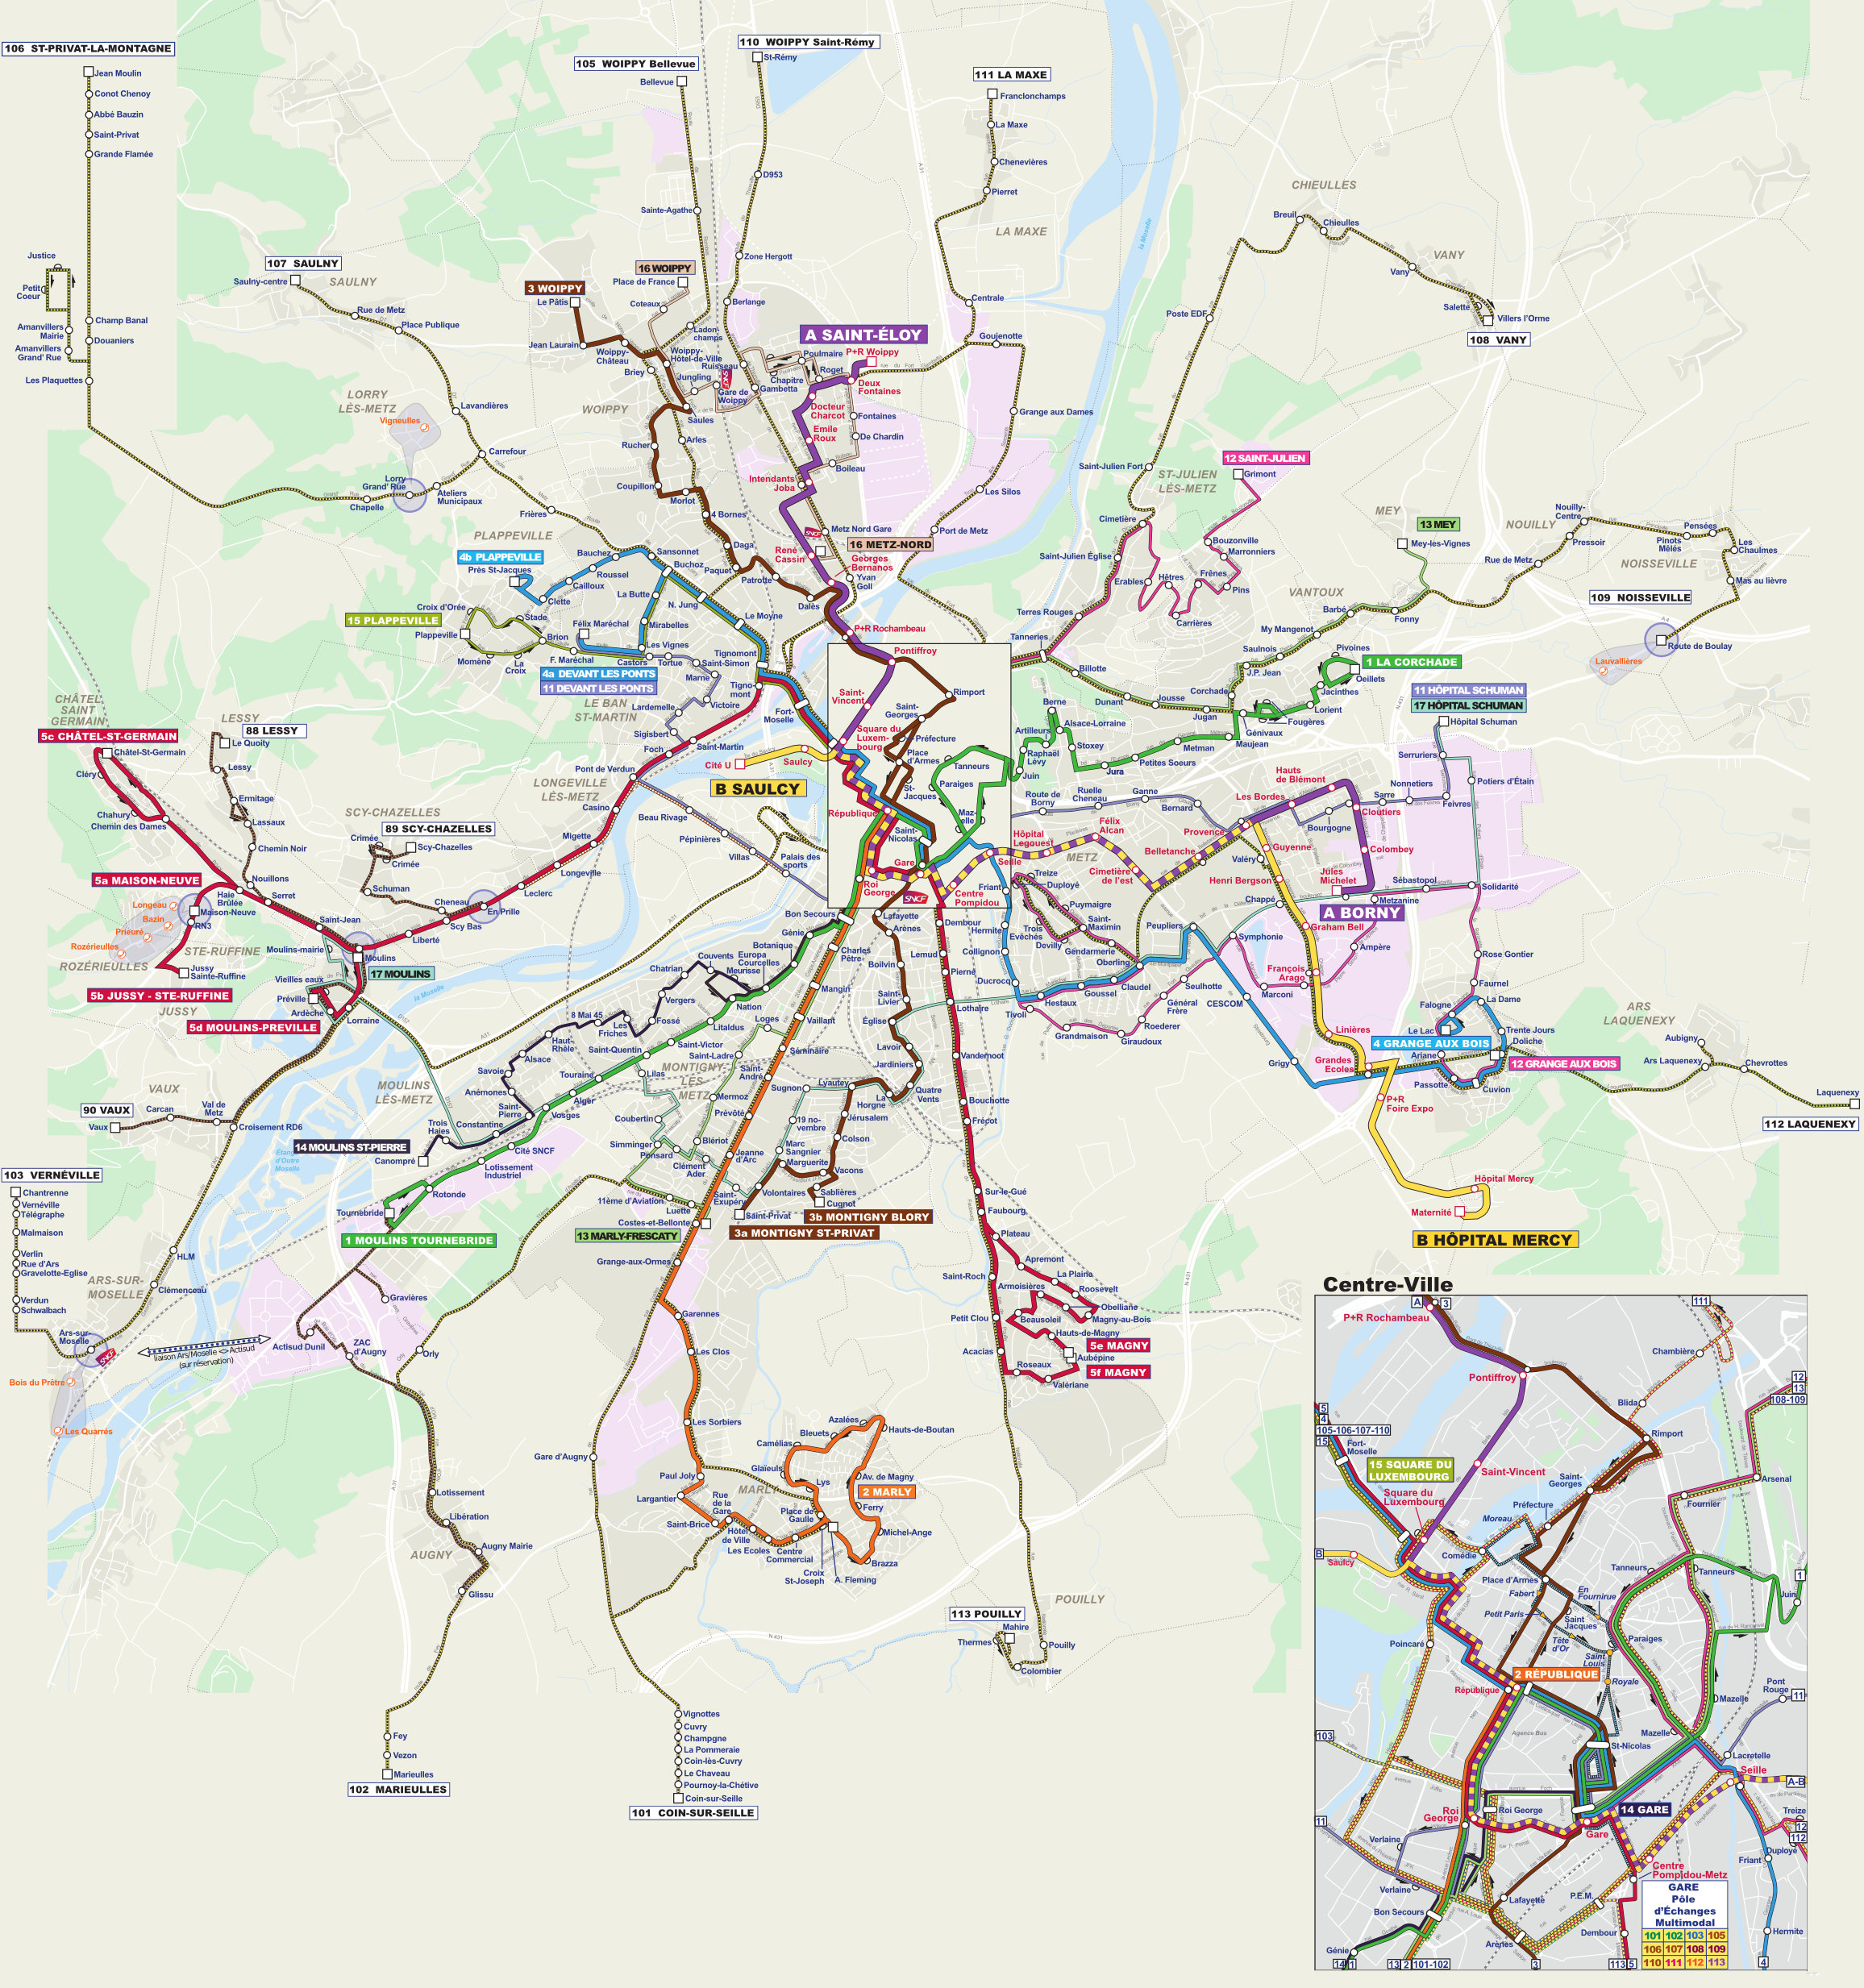 106 ST-PRIVAT-LA-MONTAGNE
Jean Moulin
Conot Chenoy
Abbé Bauzin
Saint-Privat
Grande Flamée
Justice
Petit
Coeur
Amanvillers
Mairie
Amanvillers
Grand' Rue
Champ Banal
Douaniers
Les Plaquettes
105 WOIPPY Bellevue
Bellevue
Sainte-Agathe
110 WOIPPY Saint-Rémy
St-Rémy
D953
Zone Hergott
Berlange
111 LA MAXE
Franclonchamps
La Maxe
Chenevières
Pierret
LA MAXE
Centrale
Goujenotte
Grange aux Dames
Les Silos
Port de Metz
CHIEULLES
Breuil
Chieulles
VANY
Vany
Salette
Villers l'Orme
108 VANY
Poste EDF
Saint-Julien Fort
107 SAULNY
Saulny-centre
SAULNY
Rue de Metz
Place Publique
Lavandières
Carrefour
LORRY
LÈS-METZ
Vigneulles
Lorry
Grand' Rue
Chapelle
Ateliers
Municipaux
Frières
3 WOIPPY
Le Pâtis
Jean Laurain
Woippy-
Château
Briey
Woippy-
Hôtel-de-Ville
16 WOIPPY
Place de France
Coteaux
Ladon-
champs
Ruisseau
Jungling
Gare de
Woippy
Gambetta
Saules
Arles
WOIPPY
Rucher
Coupillon
Morlot
4 Bornes
Daga
Paquet
Patrotte
Dalès
A SAINT-ÉLOY
P+R Woippy
Poulmaire
Roget
Chapitre
Deux
Fontaines
Docteur
Charcot
Fontaines
Emile
Roux
De Chardin
Boileau
Intendants
Joba
Metz Nord Gare
16 METZ-NORD
René
Cassin
Georges
Bernanos
Yvan
Goll
P+R Rochambeau
Pontiffroy
12 SAINT-JULIEN
Grimont
ST-JULIEN
LÈS-METZ
Cimetière
Saint-Julien Église
Bouzonville
Marronniers
Erables
Hêtres
Frênes
Pins
Carrières
Terres Rouges
Tanneries
MEY
13 MEY
Mey-les-Vignes
NOUILLY
Nouilly-
Centre
Pressoir
Rue de Metz
Pensées
Pinots
Mêlés
Les
Chaulmes
Mas au lièvre
NOISSEVILLE
109 NOISSEVILLE
Route de Boulay
Lauvallières
VANTOUX
Barbé
Fonny
My Mangenot
Saulnois
J.P. Jean
Corchade
Billotte
Dunant
Jousse
Jugan
Pivoines
1 LA CORCHADE
Oeillets
Jacinthes
Lorient
Fougères
Génivaux
Maujean
Metman
Petites Soeurs
Jura
Stoxey
Alsace-Lorraine
Berne
Artilleurs
Raphaël
Lévy
Juin
PLAPPEVILLE
4b PLAPPEVILLE
Près St-Jacques
Clette
Cailloux
Roussel
Bauchez
Sansonnet
Buchoz
15 PLAPPEVILLE
Croix d'Orée
Plappeville
Momène
La
Croix
Stade
Brion
Félix Maréchal
F. Maréchal
Castors
La Butte
Mirabelles
Les Vignes
Tortue
N. Jung
Le Moyne
Saint-Simon
Marne
Victoire
Lardemelle
Sigisbert
Tignomont
Tigno-
mont
Fort-
Moselle
4a DEVANT LES PONTS
11 DEVANT LES PONTS
LE BAN
ST-MARTIN
Foch
Saint-Martin
Pont de Verdun
Casino
Migette
Longeville
Leclerc
En Prille
Scy Bas
Liberté
Moulins
LONGEVILLE
LÈS-METZ
CHÂTEL
SAINT
GERMAIN
5c CHÂTEL-ST-GERMAIN
Châtel-St-Germain
Cléry
Chahury
Chemin des Dames
LESSY
88 LESSY
Le Quoity
Lessy
Ermitage
Lassaux
Chemin Noir
Nouillons
Haie
Brûlée
Serret
Saint-Jean
SCY-CHAZELLES
89 SCY-CHAZELLES
Scy-Chazelles
Crimée
Crimée
Schuman
Cheneau
5a MAISON-NEUVE
Maison-Neuve
RN3
Longeau
Bazin
Prieuré
Rozérieulles
ROZÉRIEULLES
STE-RUFFINE
Jussy
Sainte-Ruffine
5b JUSSY - STE-RUFFINE
JUSSY
Moulins-mairie
17 MOULINS
Vieilles eaux
Préville
Ardèche
Lorraine
5d MOULINS-PREVILLE
Beau Rivage
Pépinières
Villas
Palais des
sports
Cité U
Saulcy
B SAULCY
Saint-
Vincent
Square du
Luxem-
bourg
Rimport
Saint-
Georges
Préfecture
Place
d'Armes
St-
Jacques
Tanneurs
Paraiges
Maz-
elle
République
Saint-
Nicolas
Gare
Roi
George
Centre
Pompidou
Seille
Hôpital
Legouest
Félix
Alcan
METZ
Cimetière
de l'est
Belletanche
Provence
Les Bordes
Hauts
de Blémont
Cloutiers
Colombey
Jules
Michelet
A BORNY
Route de
Borny
Ruelle
Cheneau
Ganne
Bernard
Bourgogne
Sarre
Nonnetiers
Feivres
Serruriers
Hôpital Schuman
11 HÔPITAL SCHUMAN
17 HÔPITAL SCHUMAN
Potiers d'Étain
Solidarité
Sébastopol
Metzanine
Valéry
Guyenne
Henri Bergson
Chappé
Graham Bell
Symphonie
Ampère
François
Arago
Marconi
Rose Gontier
Faurnel
La Dame
Falogne
Le Lac
4 GRANGE AUX BOIS
Ariane
Trente Jours
Doliche
12 GRANGE AUX BOIS
Passotte
Cuvion
Linières
Grandes
Ecoles
Grigy
CESCOM
Peupliers
P+R
Foire Expo
Hôpital Mercy
Maternité
B HÔPITAL MERCY
ARS
LAQUENEXY
Aubigny
Ars Laquenexy
Chevrottes
Laquenexy
112 LAQUENEXY
Friant
Treize
Duployé
Puymaigre
Saint-
Maximin
Trois
Evêchés
Devilly
Gendarmerie
Oberling
Hermite
Collignon
Ducrocq
Tivoli
Hestaux
Goussel
Claudel
Sulhotte
Général
Frère
Roederer
Giraudoux
Grandmaison
Dembour
Lemud
Pierné
Lothaire
Vandernoot
Bouchotte
Frécot
Sur-le-Gué
Faubourg
Plateau
Apremont
La Plaine
Roosevelt
Armoisières
Obelliane
Magny-au-Bois
Beausoleil
Hauts-de-Magny
5e MAGNY
Aubépine
5f MAGNY
Roseaux
Valériane
Saint-Roch
Petit Clou
Acacias
Bon Secours
Lafayette
Arènes
Boilvin
Saint-
Livier
Église
Lavoir
Jardiniers
Quatre
Vents
La
Horgne
Lyautey
Jérusalem
Colson
Vacons
Sablières
Cugnot
3b MONTIGNY BLORY
Sugnon
19 no-
vembre
Marc
Sangnier
Marguerite
Volontaires
Saint-Privat
3a MONTIGNY ST-PRIVAT
Génie
Botanique
Europa
Courcelles
Meurisse
Couvents
Chatrian
Vergers
Fossé
Les
Friches
8 Mai 45
Haut-
Rhêle
Alsace
Savoie
Anémones
Saint-
Pierre
Trois
Haies
Canompré
14 MOULINS ST-PIERRE
MOULINS
LÈS-METZ
Nation
Litaldus
Saint-Victor
Saint-Quentin
Touraine
Alger
Vosges
Constantine
Cité SNCF
Lotissement
Industriel
Rotonde
Tournebride
1 MOULINS TOURNEBRIDE
Loges
Saint-Ladre
Lilas
Coubertin
Simminger
Ponsard
Clément
Ader
Blériot
Mermoz
MONTIGNY-
LÈS-
METZ
Charles
Pètre
Mangin
Vaillant
Séminaire
Saint-
André
Prévôté
Jeanne
d'Arc
Saint-
Exupéry
11ème d'Aviation
Luette
Costes-et-Bellonte
13 MARLY-FRESCATY
Grange-aux-Ormes
Garennes
Les Clos
Les Sorbiers
Paul Joly
Largantier
Saint-Brice
Rue
de la
Gare
Hôtel
de Ville
Les Ecoles
Centre
Commercial
Croix
St-Joseph
A. Fleming
Place de
Gaulle
Lys
Glaïeuls
Camélias
Bleuets
Azalées
Hauts-de-Boutan
Av. de Magny
2 MARLY
Ferry
Michel-Ange
Brazza
MARLY
VAUX
90 VAUX
Vaux
Carcan
Val de
Metz
Croisement RD6
103 VERNÉVILLE
Chantrenne
Vernéville
Télégraphe
Malmaison
Verlin
Rue d'Ars
Gravelotte-Eglise
Verdun
Schwalbach
ARS-SUR-
MOSELLE
Ars-sur-
Moselle
HLM
Clémenceau
Bois du Prêtre
Les Quarrés
liaison Ars/Moselle <> Actisud
(sur réservation)
Actisud Dunil
ZAC
d'Augny
Gravières
Orly
Lotissement
Libération
Augny Mairie
Glissu
AUGNY
Fey
Vezon
Marieulles
102 MARIEULLES
Gare d'Augny
Vignottes
Cuvry
Champgne
La Pommeraie
Coin-lès-Cuvry
Le Chaveau
Pournoy-la-Chétive
Coin-sur-Seille
101 COIN-SUR-SEILLE
113 POUILLY
Mahire
Thermes
Colombier
Pouilly
POUILLY
la Moselle
la Moselle
A31
A31
N-431
N-431
Centre-Ville
A
3
P+R Rochambeau
Pontiffroy
111
Chambière
Blida
Rimport
12
13
108-109
5
4
105-106-107-110
15
Fort-
Moselle
15 SQUARE DU
LUXEMBOURG
Saint-Vincent
Square du
Luxembourg
Saint-
Georges
Préfecture
Moreau
Comédie
Arsenal
Fournier
B
Saulcy
Place d'Armes
Fabert
Petit Paris
En
Fournirue
Saint
Jacques
Tête
d'Or
Saint
Louis
Royale
Tanneurs
Tanneurs
1
Juin
Paraiges
Poincaré
2 RÉPUBLIQUE
République
Agence Bus
St-Nicolas
Mazelle
Mazelle
Pont
Rouge
11
Lacretelle
Seille
A-B
103
Roi
George
Roi George
14 GARE
Gare
11
Verlaine
Verlaine
Treize
12
112
Duployé
Friant
Centre
Pompidou-Metz
Bon Secours
Lafayette
P.E.M.
Arènes
Dembour
Génie
Hermite
GARE
Pôle
d'Échanges
Multimodal
101 102 103 105
106 107 108 109
110 111 112 113
14 1
13 2 101-102
3
113 5
4